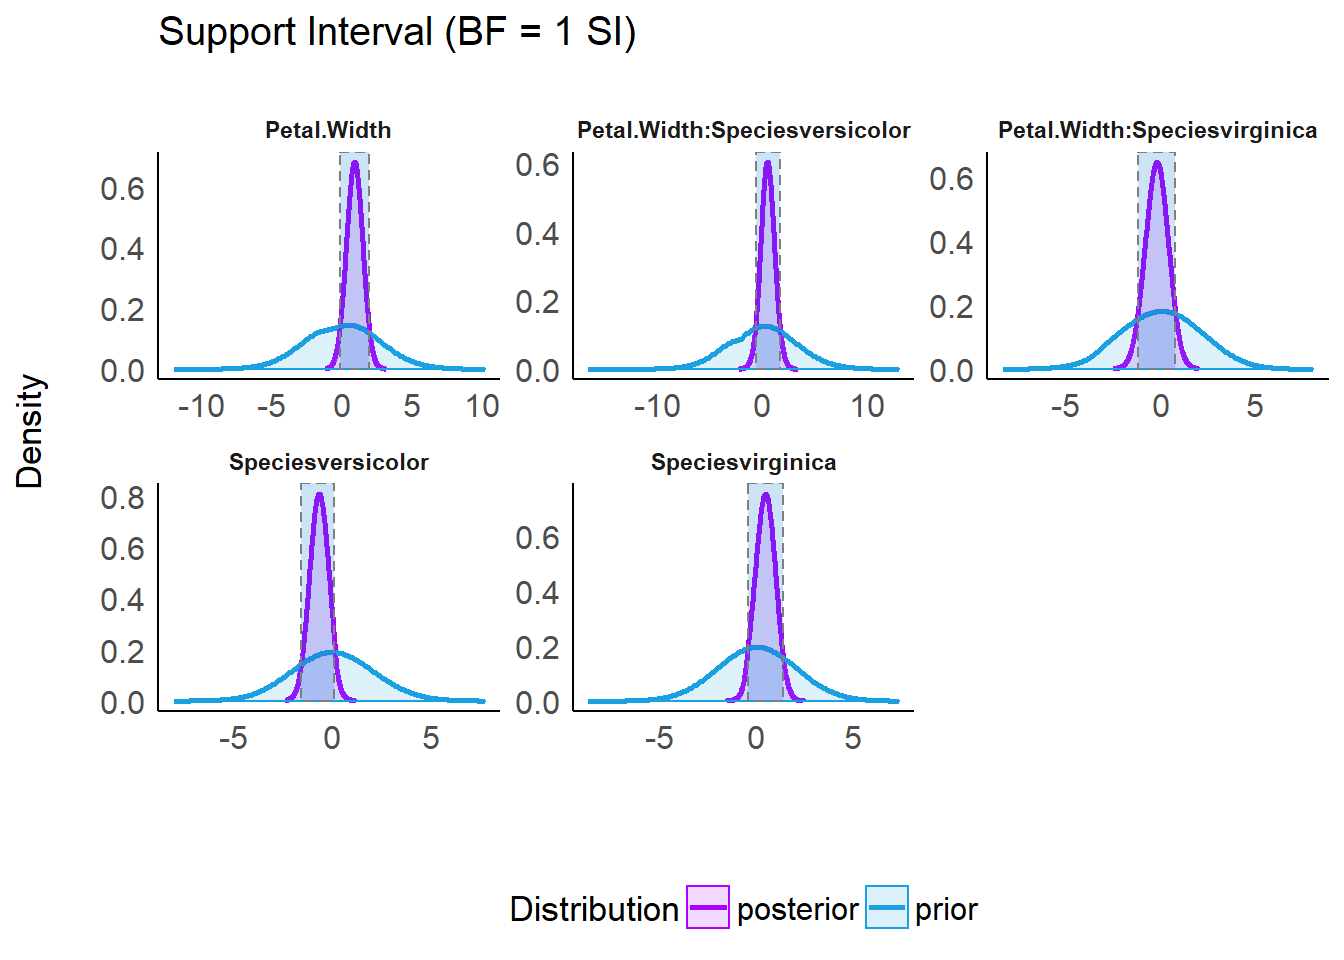 Support Interval (BF = 1 SI)
Density
Petal.Width
0.6
0.4
0.2
0.0
-10 -5 0 5 10
Petal.Width:Speciesversicolor
0.6
0.4
0.2
0.0
-10 0 10
Petal.Width:Speciesvirginica
0.6
0.4
0.2
0.0
-5 0 5
Speciesversicolor
0.8
0.6
0.4
0.2
0.0
-5 0 5
Speciesvirginica
0.6
0.4
0.2
0.0
-5 0 5
Distribution posterior prior